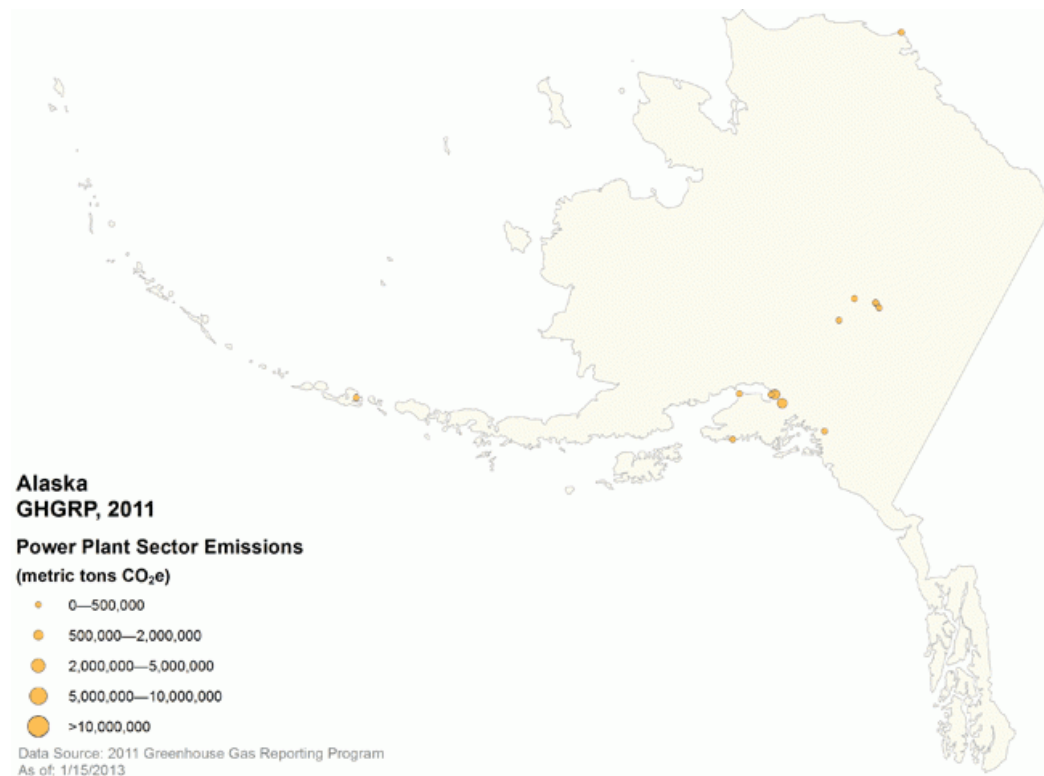 Alaska
GHGRP, 2011
Power Plant Sector Emissions
(metric tons CO₂e)
0—500,000
500,000—2,000,000
2,000,000—5,000,000
5,000,000—10,000,000
>10,000,000
Data Source: 2011 Greenhouse Gas Reporting Program
As of: 1/15/2013